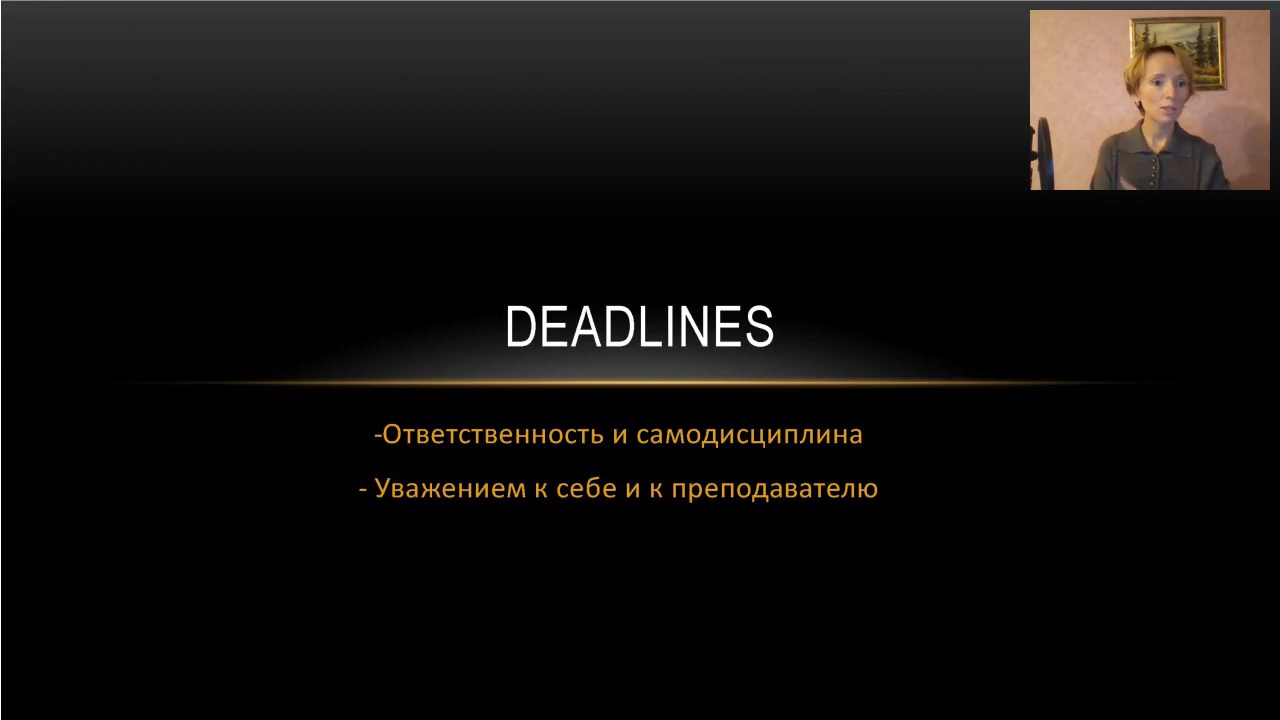 DEADLINES
-Ответственность и самодисциплина
- Уважением к себе и к преподавателю